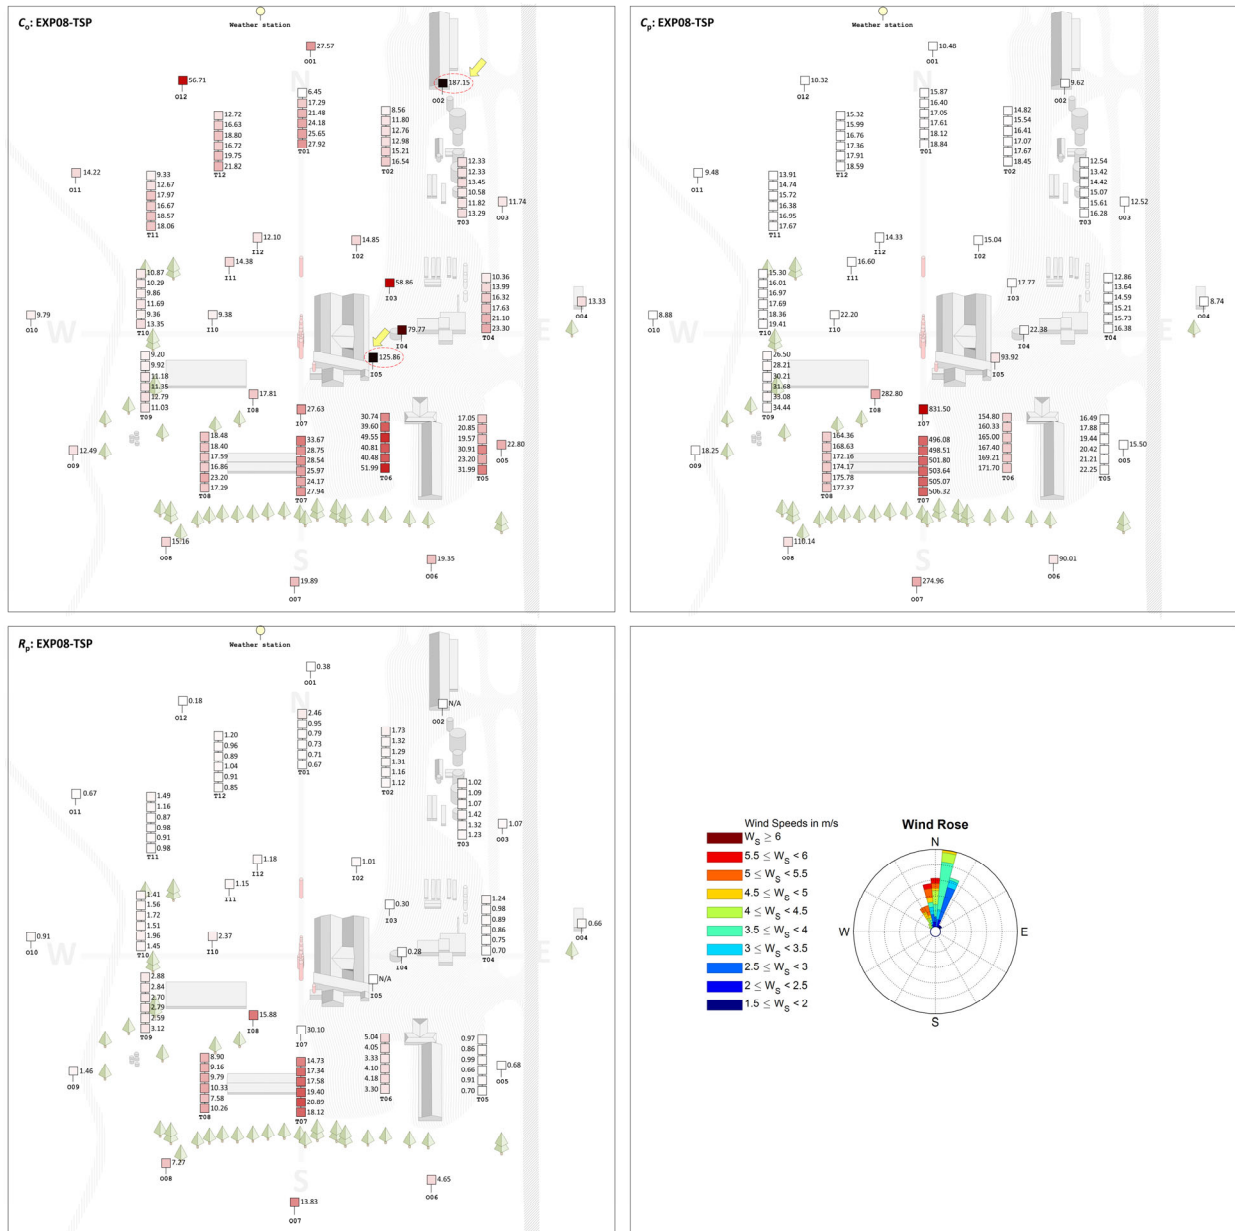 Cₒ: EXP08-TSP
Weather station
27.57
O01
56.71
O12
187.15
O02
N
6.45
17.29
21.48
24.18
25.65
27.92
T01
12.72
16.63
18.80
16.72
19.75
21.82
T12
8.56
11.80
12.76
12.98
15.21
16.54
T02
14.22
O11
9.33
12.67
17.97
16.67
18.57
18.06
T11
12.33
12.33
13.45
10.58
11.82
13.29
T03
11.74
O03
12.10
I12
14.85
I02
14.38
I11
58.86
I03
10.87
10.29
9.86
11.69
9.36
13.35
T10
10.36
13.99
16.32
17.63
21.10
23.30
T04
13.33
O04
9.79
O10
W
9.38
I10
79.77
I04
E
125.86
I05
9.20
9.92
11.18
11.35
12.79
11.03
T09
17.81
I08
27.63
I07
30.74
39.60
49.55
40.81
40.48
51.99
T06
17.05
20.85
19.57
30.91
23.20
31.99
T05
22.80
O05
12.49
O09
18.48
18.40
17.59
16.86
23.20
17.29
T08
33.67
28.75
28.54
25.97
24.17
27.94
T07
15.16
O08
S
19.35
O06
19.89
O07
Cₚ: EXP08-TSP
Weather station
10.48
O01
10.32
O12
9.62
O02
N
15.87
16.40
17.05
17.61
18.12
18.84
T01
15.32
15.99
16.76
17.36
17.91
18.59
T12
14.82
15.54
16.41
17.07
17.67
18.45
T02
9.48
O11
13.91
14.74
15.72
16.38
16.95
17.67
T11
12.54
13.42
14.42
15.07
15.61
16.28
T03
12.52
O03
14.33
I12
15.04
I02
16.60
I11
17.77
I03
15.30
16.01
16.97
17.69
18.36
19.41
T10
12.86
13.64
14.59
15.21
15.73
16.38
T04
8.74
O04
8.88
O10
W
22.20
I10
22.38
I04
E
93.92
I05
26.50
28.21
30.21
31.68
33.08
34.44
T09
282.80
I08
831.50
I07
154.80
160.33
165.00
167.40
169.21
171.70
T06
16.49
17.88
19.44
20.42
21.21
22.25
T05
15.50
O05
18.25
O09
164.36
168.63
172.16
174.17
175.78
177.37
T08
496.08
498.51
501.80
503.64
505.07
506.32
T07
110.14
O08
S
90.01
O06
274.96
O07
Rₚ: EXP08-TSP
Weather station
0.38
O01
0.18
O12
N/A
O02
N
2.46
0.95
0.79
0.73
0.71
0.67
T01
1.20
0.96
0.89
1.04
0.91
0.85
T12
1.73
1.32
1.29
1.31
1.16
1.12
T02
0.67
O11
1.49
1.16
0.87
0.98
0.91
0.98
T11
1.02
1.09
1.07
1.42
1.32
1.23
T03
1.07
O03
1.18
I12
1.01
I02
1.15
I11
0.30
I03
1.41
1.56
1.72
1.51
1.96
1.45
T10
1.24
0.98
0.89
0.86
0.75
0.70
T04
0.66
O04
0.91
O10
W
2.37
I10
0.28
I04
E
N/A
I05
2.88
2.84
2.70
2.79
2.59
3.12
T09
15.88
I08
30.10
I07
5.04
4.05
3.33
4.10
4.18
3.30
T06
0.97
0.86
0.99
0.66
0.91
0.70
T05
0.68
O05
1.46
O09
8.90
9.16
9.79
10.33
7.58
10.26
T08
14.73
17.34
17.58
19.40
20.89
18.12
T07
7.27
O08
S
4.65
O06
13.83
O07
Wind Speeds in m/s
W_S ≥ 6
5.5 ≤ W_S < 6
5 ≤ W_S < 5.5
4.5 ≤ W_S < 5
4 ≤ W_S < 4.5
3.5 ≤ W_S < 4
3 ≤ W_S < 3.5
2.5 ≤ W_S < 3
2 ≤ W_S < 2.5
1.5 ≤ W_S < 2
Wind Rose
N
W
E
S